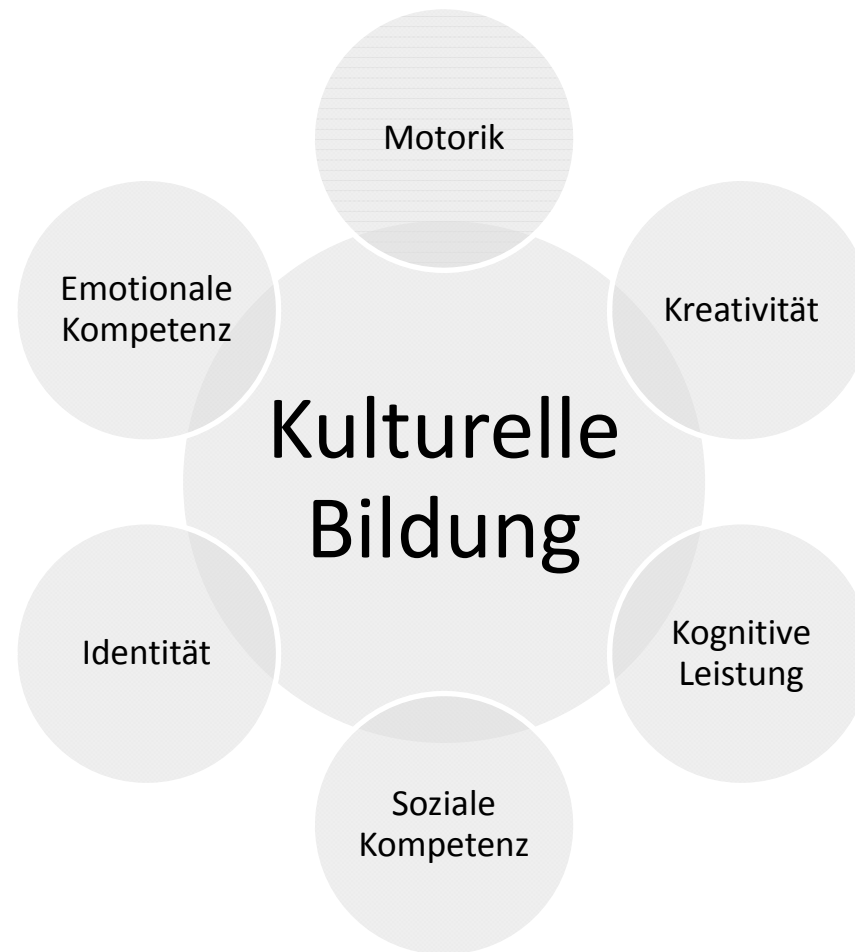 Motorik
Emotionale
Kompetenz
Kreativität
Kulturelle
Bildung
Identität
Kognitive
Leistung
Soziale
Kompetenz